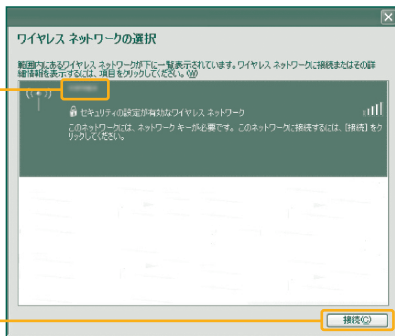 ワイヤレス ネットワークの選択
範囲内にあるワイヤレス ネットワークが下に一覧表示されています。ワイヤレス ネットワークに接続またはその詳
細情報を表示するには、項目をクリックしてください。(W)
セキュリティの設定が有効なワイヤレス ネットワーク
このネットワークには、ネットワーク キーが必要です。このネットワークに接続するには、[接続] をク
リックしてください。
接続(C)